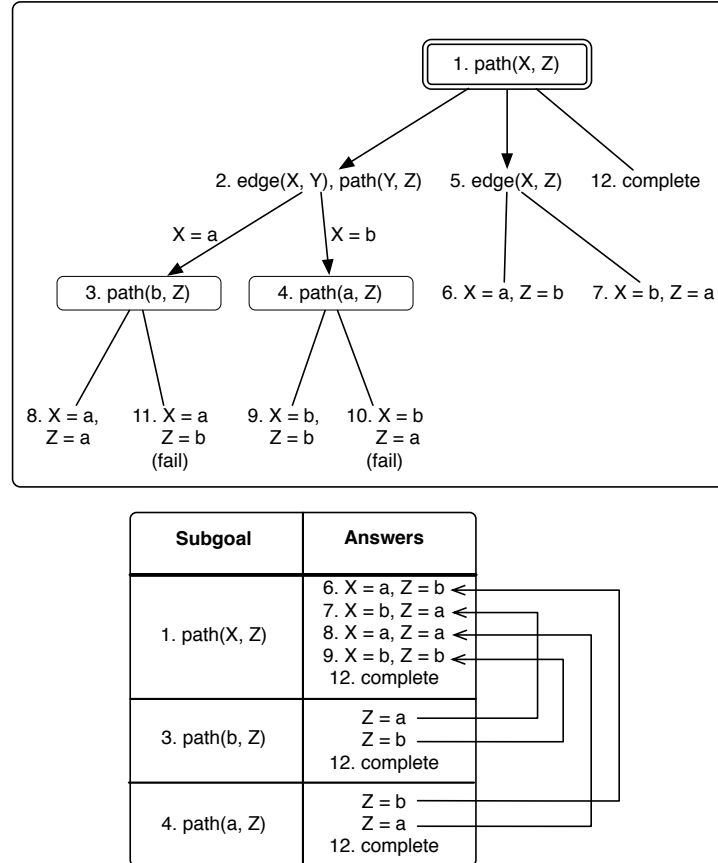 1. path(X, Z)
2. edge(X, Y), path(Y, Z)
5. edge(X, Z)
12. complete
X = a
X = b
3. path(b, Z)
4. path(a, Z)
6. X = a, Z = b
7. X = b, Z = a
8. X = a,
Z = a
11. X = a
Z = b
(fail)
9. X = b,
Z = b
10. X = b
Z = a
(fail)
Subgoal
Answers
1. path(X, Z)
6. X = a, Z = b
7. X = b, Z = a
8. X = a, Z = a
9. X = b, Z = b
12. complete
3. path(b, Z)
Z = a
Z = b
12. complete
4. path(a, Z)
Z = b
Z = a
12. complete